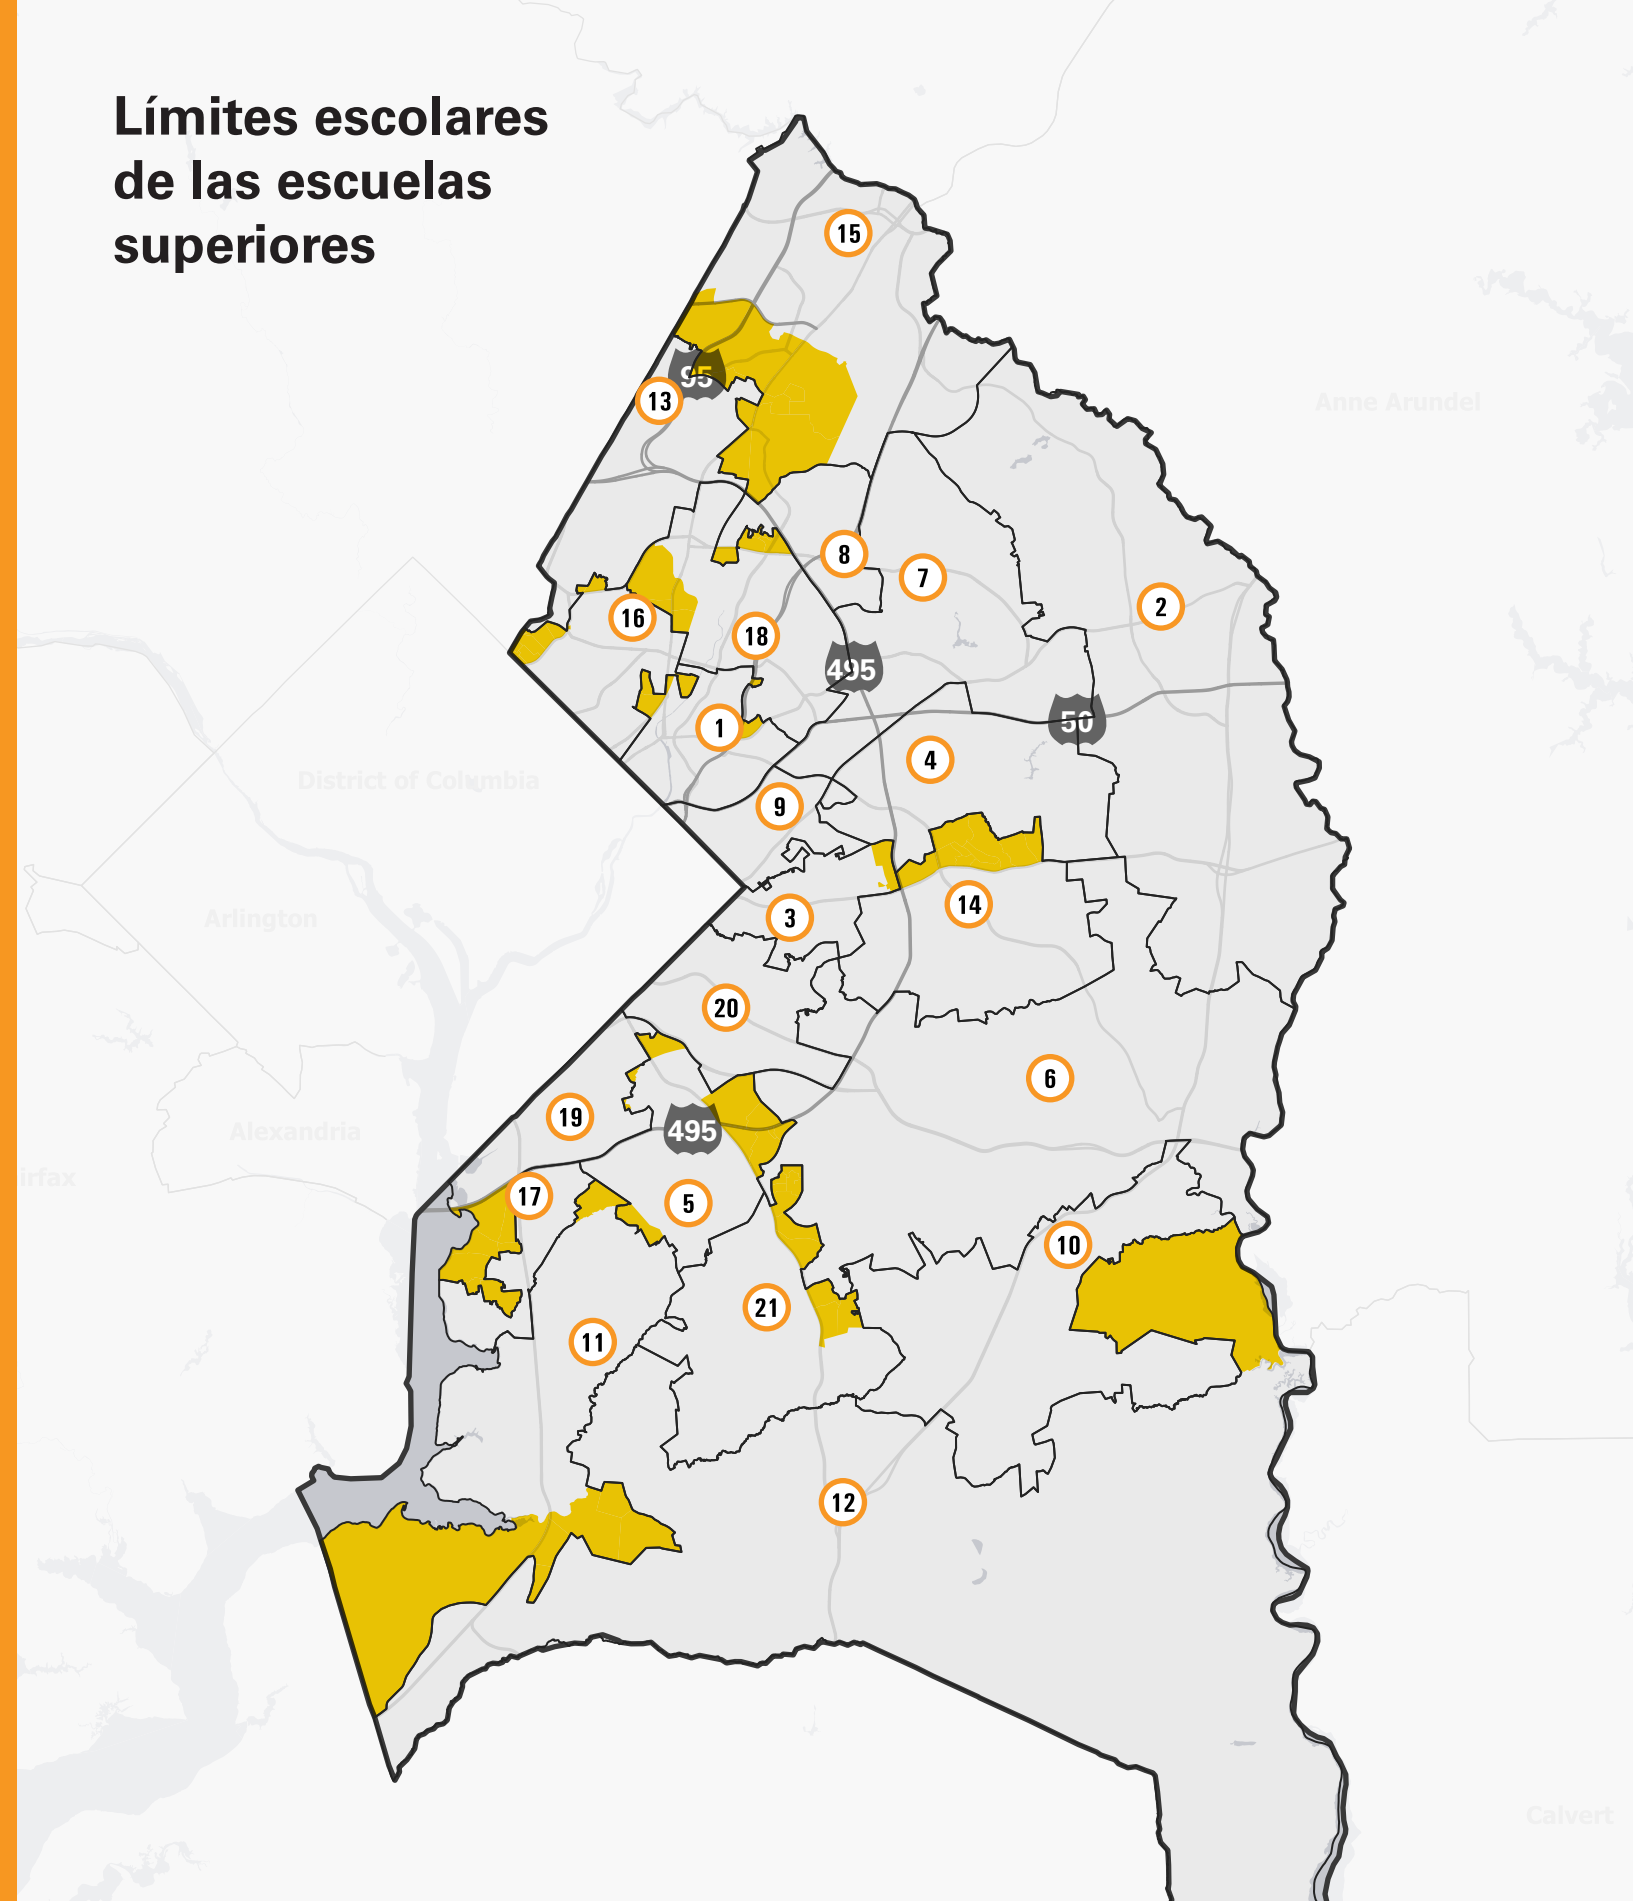 Límites escolares
de las escuelas
superiores
15
95
13
Anne Arundel
8
7
2
16
18
495
50
1
4
District of Columbia
9
Arlington
3
14
20
6
19
Alexandria
495
irfax
17
5
10
21
11
12
Calvert